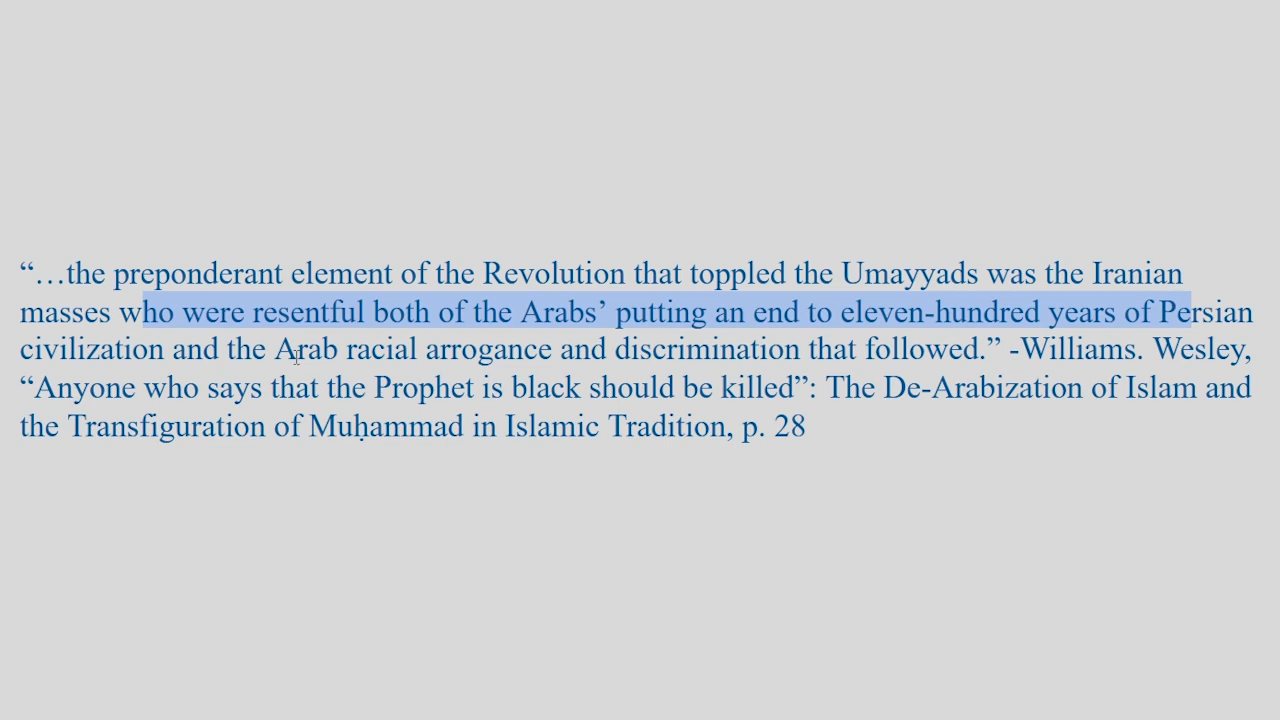 “…the preponderant element of the Revolution that toppled the Umayyads was the Iranian
masses who were resentful both of the Arabs’ putting an end to eleven-hundred years of Persian
civilization and the Arab racial arrogance and discrimination that followed.” -Williams. Wesley,
“Anyone who says that the Prophet is black should be killed”: The De-Arabization of Islam and
the Transfiguration of Muḥammad in Islamic Tradition, p. 28